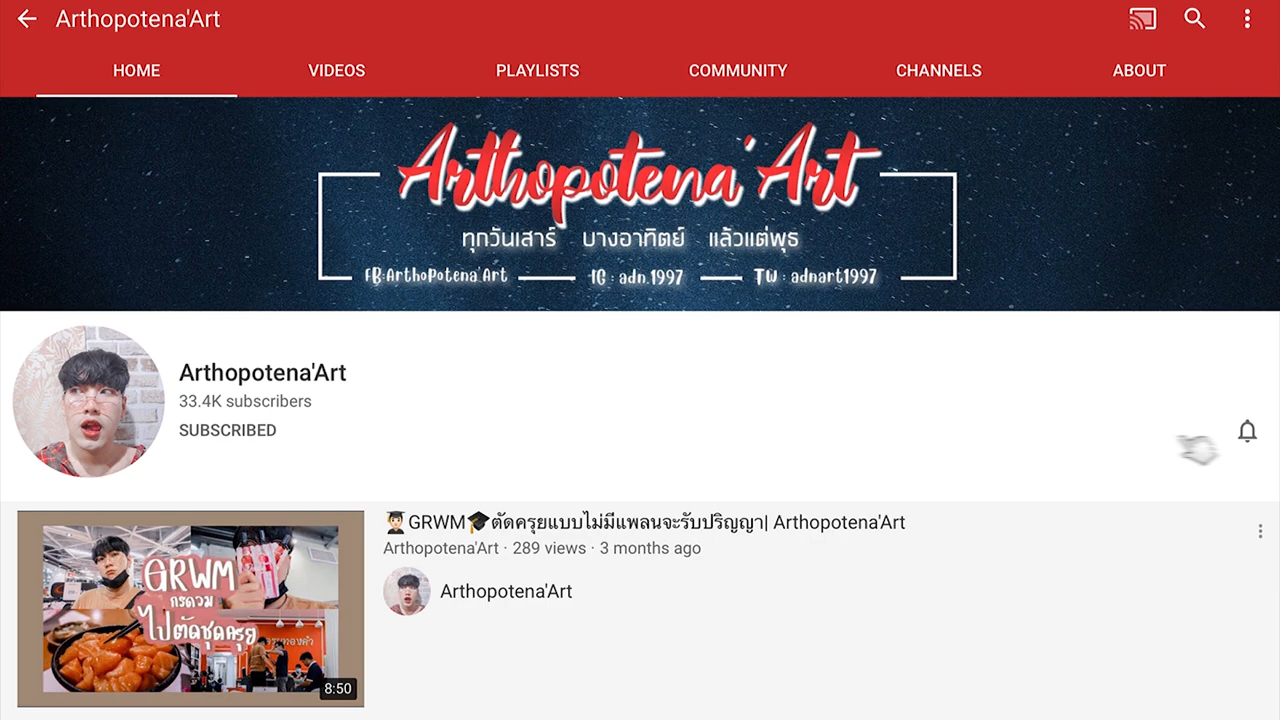 Arthopotena'Art
HOME VIDEOS PLAYLISTS COMMUNITY CHANNELS ABOUT
Arthopotena'Art
ทุกวันเสาร์ บางอาทิตย์ แล้วแต่พุธ
FB:ArthoPotena'Art IG : adn.1997 TW : adnart1997
Arthopotena'Art
33.4K subscribers
SUBSCRIBED
👨🏻‍🎓GRWM🎓ตัดครุยแบบไม่มีแพลนจะรับปริญญา| Arthopotena'Art
Arthopotena'Art · 289 views · 3 months ago
Arthopotena'Art
GRWM
กรดวม
ไปตัดชุดครุย
8:50